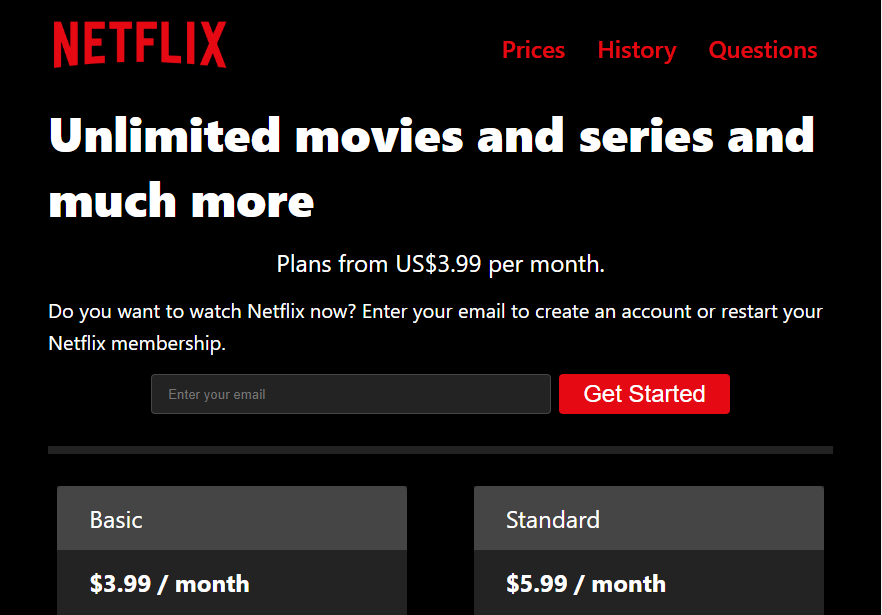 NETFLIX
Prices History Questions
Unlimited movies and series and
much more
Plans from US$3.99 per month.
Do you want to watch Netflix now? Enter your email to create an account or restart your
Netflix membership.
Enter your email Get Started
Basic Standard
$3.99 / month $5.99 / month